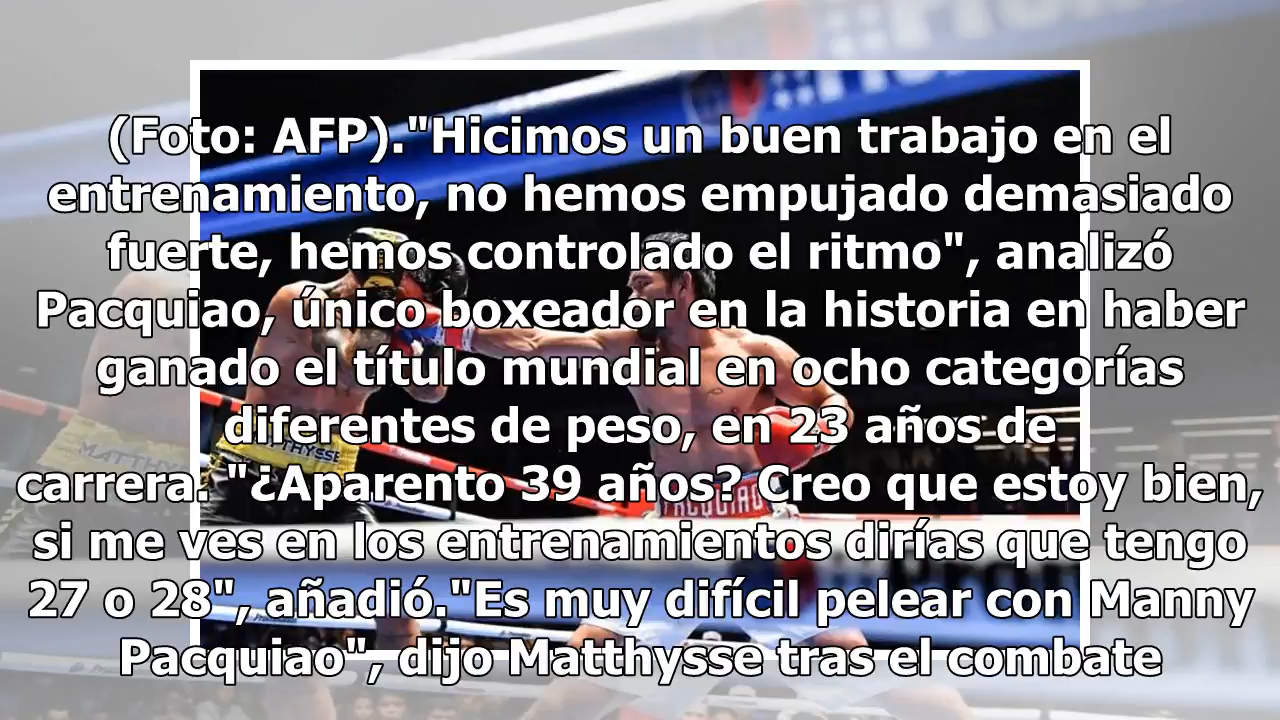 (Foto: AFP)."Hicimos un buen trabajo en el
entrenamiento, no hemos empujado demasiado
fuerte, hemos controlado el ritmo", analizó
Pacquiao, único boxeador en la historia en haber
ganado el título mundial en ocho categorías
diferentes de peso, en 23 años de
carrera. "¿Aparento 39 años? Creo que estoy bien,
si me ves en los entrenamientos dirías que tengo
27 o 28", añadió."Es muy difícil pelear con Manny
Pacquiao", dijo Matthysse tras el combate
MATTHYSSE
PACQUIAO